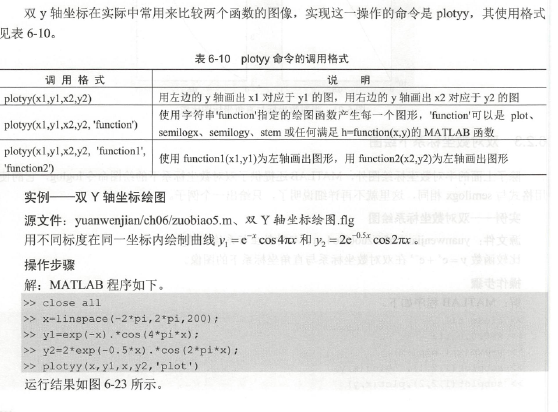 双 y 轴坐标在实际中常用来比较两个函数的图像，实现这一操作的命令是 plotyy，其使用格式
见表 6-10。
表 6-10 plotyy 命令的调用格式
调 用 格 式 说 明
plotyy(x1,y1,x2,y2) 用左边的 y 轴画出 x1 对应于 y1 的图，用右边的 y 轴画出 x2 对应于 y2 的图
plotyy(x1,y1,x2,y2, 'function') 使用字符串'function'指定的绘图函数产生每一个图形，'function'可以是 plot、
semilogx、semilogy、stem 或任何满足 h=function(x,y)的 MATLAB 函数
plotyy(x1,y1,x2,y2, 'function1', 使用 function1(x1,y1)为左轴画出图形，用 function2(x2,y2)为右轴画出图形
'function2')
实例——双 Y 轴坐标绘图
源文件：yuanwenjian/ch06/zuobiao5.m、双 Y 轴坐标绘图.flg
用不同标度在同一坐标内绘制曲线 y₁ = e⁻ˣ cos4πx 和 y₂ = 2e⁻⁰·⁵ˣ cos2πx 。
操作步骤
解：MATLAB 程序如下。
>> close all
>> x=linspace(-2*pi,2*pi,200);
>> y1=exp(-x).*cos(4*pi*x);
>> y2=2*exp(-0.5*x).*cos(2*pi*x);
>> plotyy(x,y1,x,y2,'plot')
运行结果如图 6-23 所示。